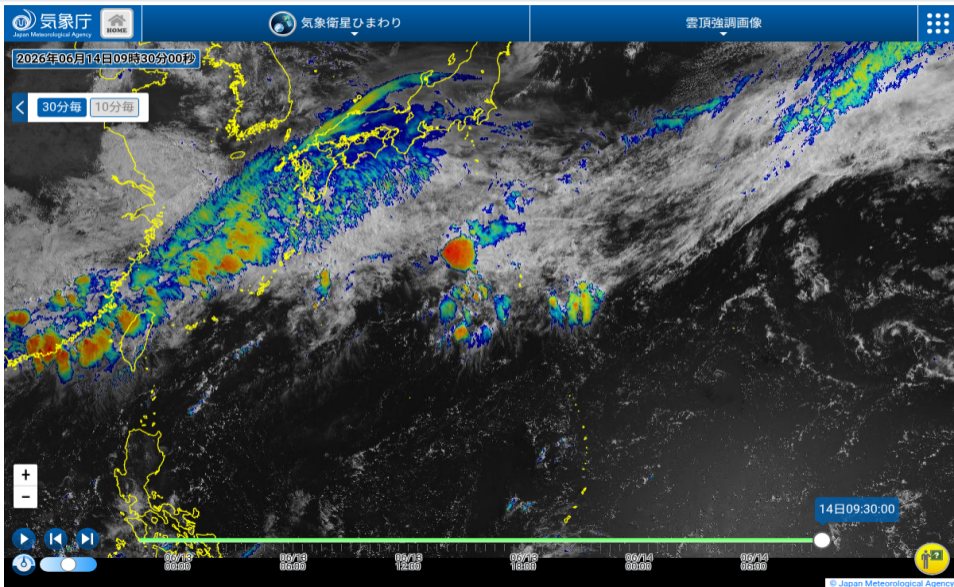 気象庁
Japan Meteorological Agency
HOME
気象衛星ひまわり
雲頂強調画像
2026年06月14日09時30分00秒
30分毎
10分毎
+
−
14日09:30:00
06/13
00:00
06/13
06:00
06/13
12:00
06/13
18:00
06/14
00:00
06/14
06:00
© Japan Meteorological Agency